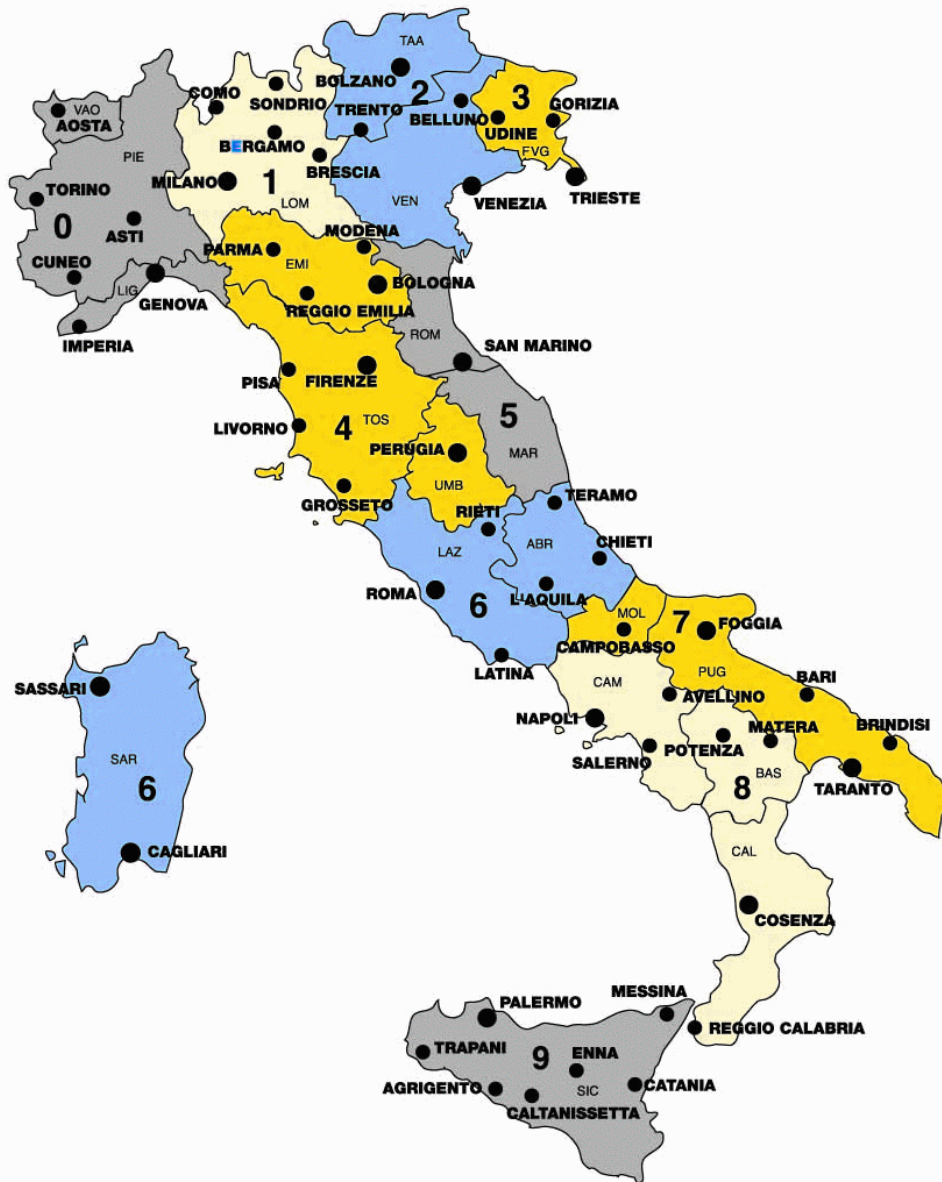 TAA
BOLZANO
COMO
SONDRIO
2
3
GORIZIA
VAO
TRENTO
BELLUNO
UDINE
AOSTA
PIE
BERGAMO
FVG
BRESCIA
MILANO
1
TORINO
LOM
VEN
VENEZIA
TRIESTE
0
ASTI
MODENA
PARMA
EMI
CUNEO
BOLOGNA
LIG
GENOVA
REGGIO EMILIA
ROM
IMPERIA
SAN MARINO
PISA
FIRENZE
5
LIVORNO
4
TOS
PERUGIA
MAR
UMB
GROSSETO
TERAMO
RIETI
LAZ
ABR
CHIETI
ROMA
6
L'AQUILA
MOL
7
FOGGIA
CAMPOBASSO
LATINA
PUG
CAM
BARI
SASSARI
AVELLINO
NAPOLI
MATERA
BRINDISI
POTENZA
SAR
SALERNO
BAS
6
8
TARANTO
CAGLIARI
CAL
COSENZA
MESSINA
PALERMO
REGGIO CALABRIA
TRAPANI
9
ENNA
AGRIGENTO
SIC
CATANIA
CALTANISSETTA